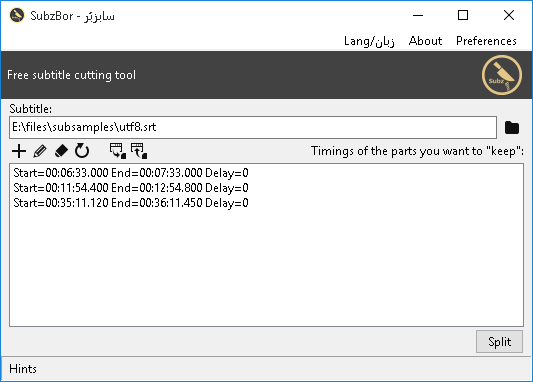 SubzBor - سابزبُر
Lang/زبان About Preferences
Free subtitle cutting tool
Subz
Subtitle:
E:\files\subsamples\utf8.srt
Timings of the parts you want to "keep":
Start=00:06:33.000 End=00:07:33.000 Delay=0
Start=00:11:54.400 End=00:12:54.800 Delay=0
Start=00:35:11.120 End=00:36:11.450 Delay=0
Split
Hints